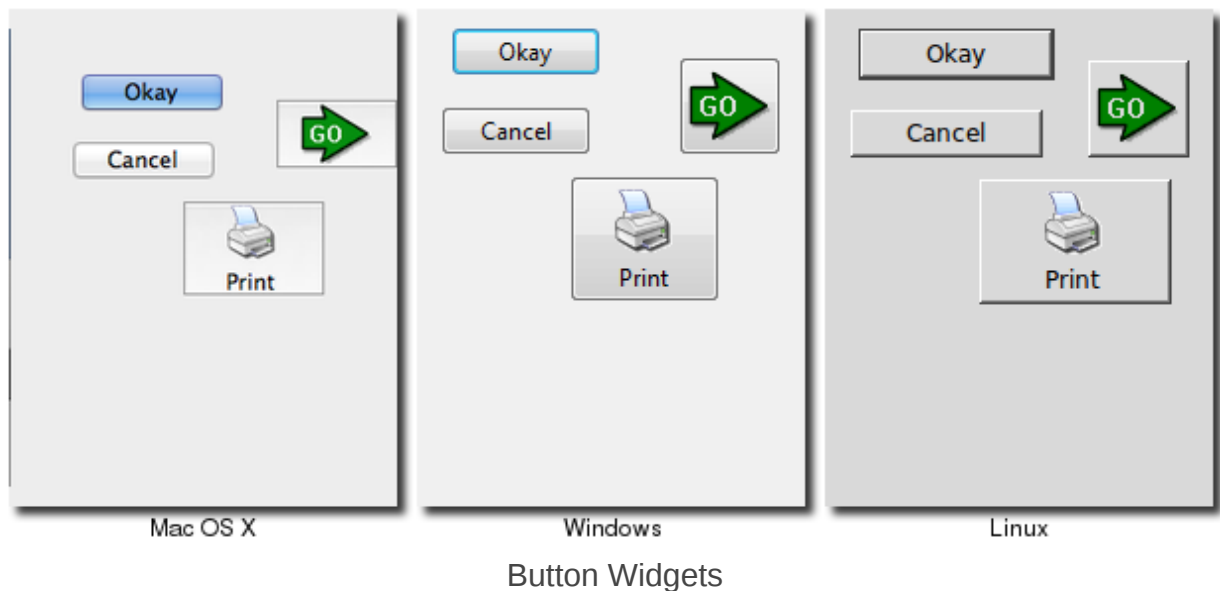 Okay
GO
Cancel
Print
Mac OS X
Okay
GO
Cancel
Print
Windows
Okay
GO
Cancel
Print
Linux
Button Widgets